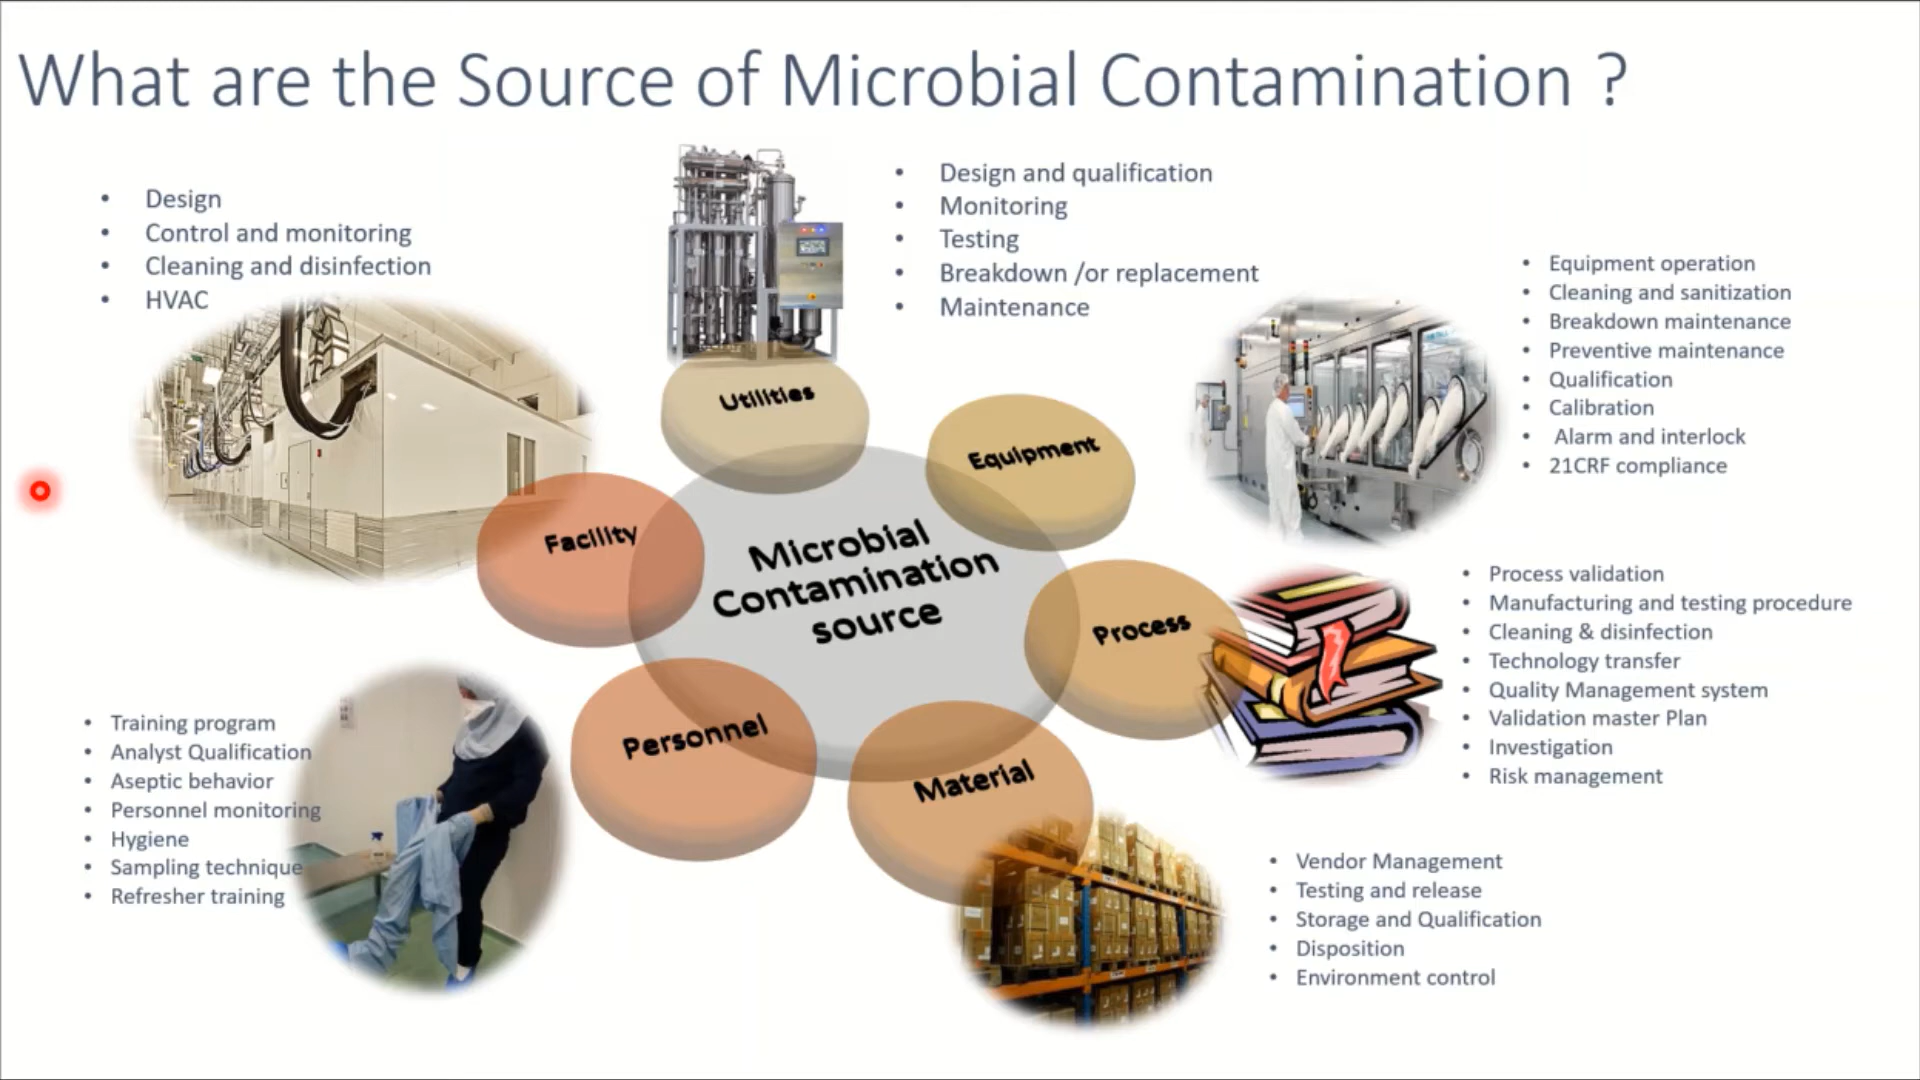 What are the Source of Microbial Contamination ?
• Design
• Control and monitoring
• Cleaning and disinfection
• HVAC
• Design and qualification
• Monitoring
• Testing
• Breakdown /or replacement
• Maintenance
• Equipment operation
• Cleaning and sanitization
• Breakdown maintenance
• Preventive maintenance
• Qualification
• Calibration
• Alarm and interlock
• 21CRF compliance
Utilities
Equipment
Facility
Microbial
Contamination
source
Process
Personnel
Material
• Process validation
• Manufacturing and testing procedure
• Cleaning & disinfection
• Technology transfer
• Quality Management system
• Validation master Plan
• Investigation
• Risk management
• Training program
• Analyst Qualification
• Aseptic behavior
• Personnel monitoring
• Hygiene
• Sampling technique
• Refresher training
• Vendor Management
• Testing and release
• Storage and Qualification
• Disposition
• Environment control